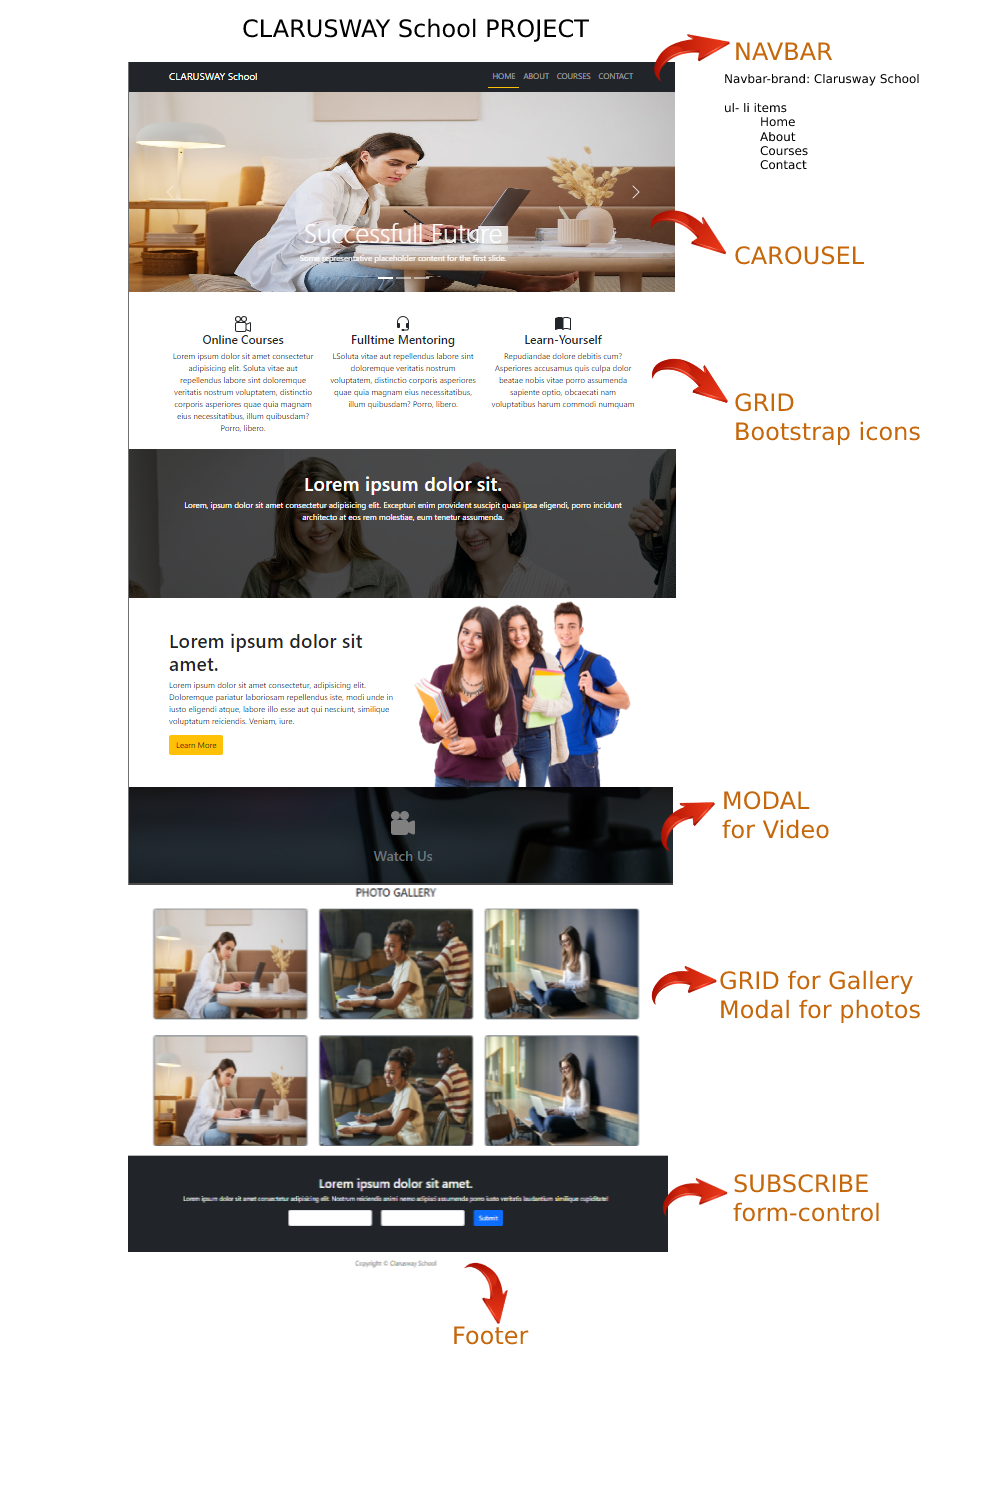 CLARUSWAY School PROJECT
NAVBAR
Navbar-brand: Clarusway School
ul- li items
Home
About
Courses
Contact
CLARUSWAY School
HOME ABOUT COURSES CONTACT
Successfull Future
Some representative placeholder content for the first slide.
CAROUSEL
Online Courses
Lorem ipsum dolor sit amet consectetur
adipisicing elit. Soluta vitae aut
repellendus labore sint doloremque
veritatis nostrum voluptatem, distinctio
corporis asperiores quae quia magnam
eius necessitatibus, illum quibusdam?
Porro, libero.
Fulltime Mentoring
LSoluta vitae aut repellendus labore sint
doloremque veritatis nostrum
voluptatem, distinctio corporis asperiores
quae quia magnam eius necessitatibus,
illum quibusdam? Porro, libero.
Learn-Yourself
Repudiandae dolore debitis cum?
Asperiores accusamus quis culpa dolor
beatae nobis vitae porro assumenda
sapiente optio, obcaecati nam
voluptatibus harum commodi numquam
GRID
Bootstrap icons
Lorem ipsum dolor sit.
Lorem, ipsum dolor sit amet consectetur adipisicing elit. Excepturi enim provident suscipit quasi ipsa eligendi, porro incidunt
architecto at eos rem molestiae, eum tenetur assumenda.
Lorem ipsum dolor sit
amet.
Lorem ipsum dolor sit amet consectetur, adipisicing elit.
Doloremque pariatur laboriosam repellendus iste, modi unde in
iusto eligendi atque, labore illo esse aut qui nesciunt, similique
voluptatum reiciendis. Veniam, iure.
Learn More
MODAL
for Video
Watch Us
PHOTO GALLERY
GRID for Gallery
Modal for photos
Lorem ipsum dolor sit amet.
Lorem ipsum dolor sit amet consectetur adipisicing elit. Nostrum reiciendis animi nemo adipisci assumenda porro iusto veritatis laudantium similique cupiditate!
Submit
SUBSCRIBE
form-control
Copyright © Clarusway School
Footer